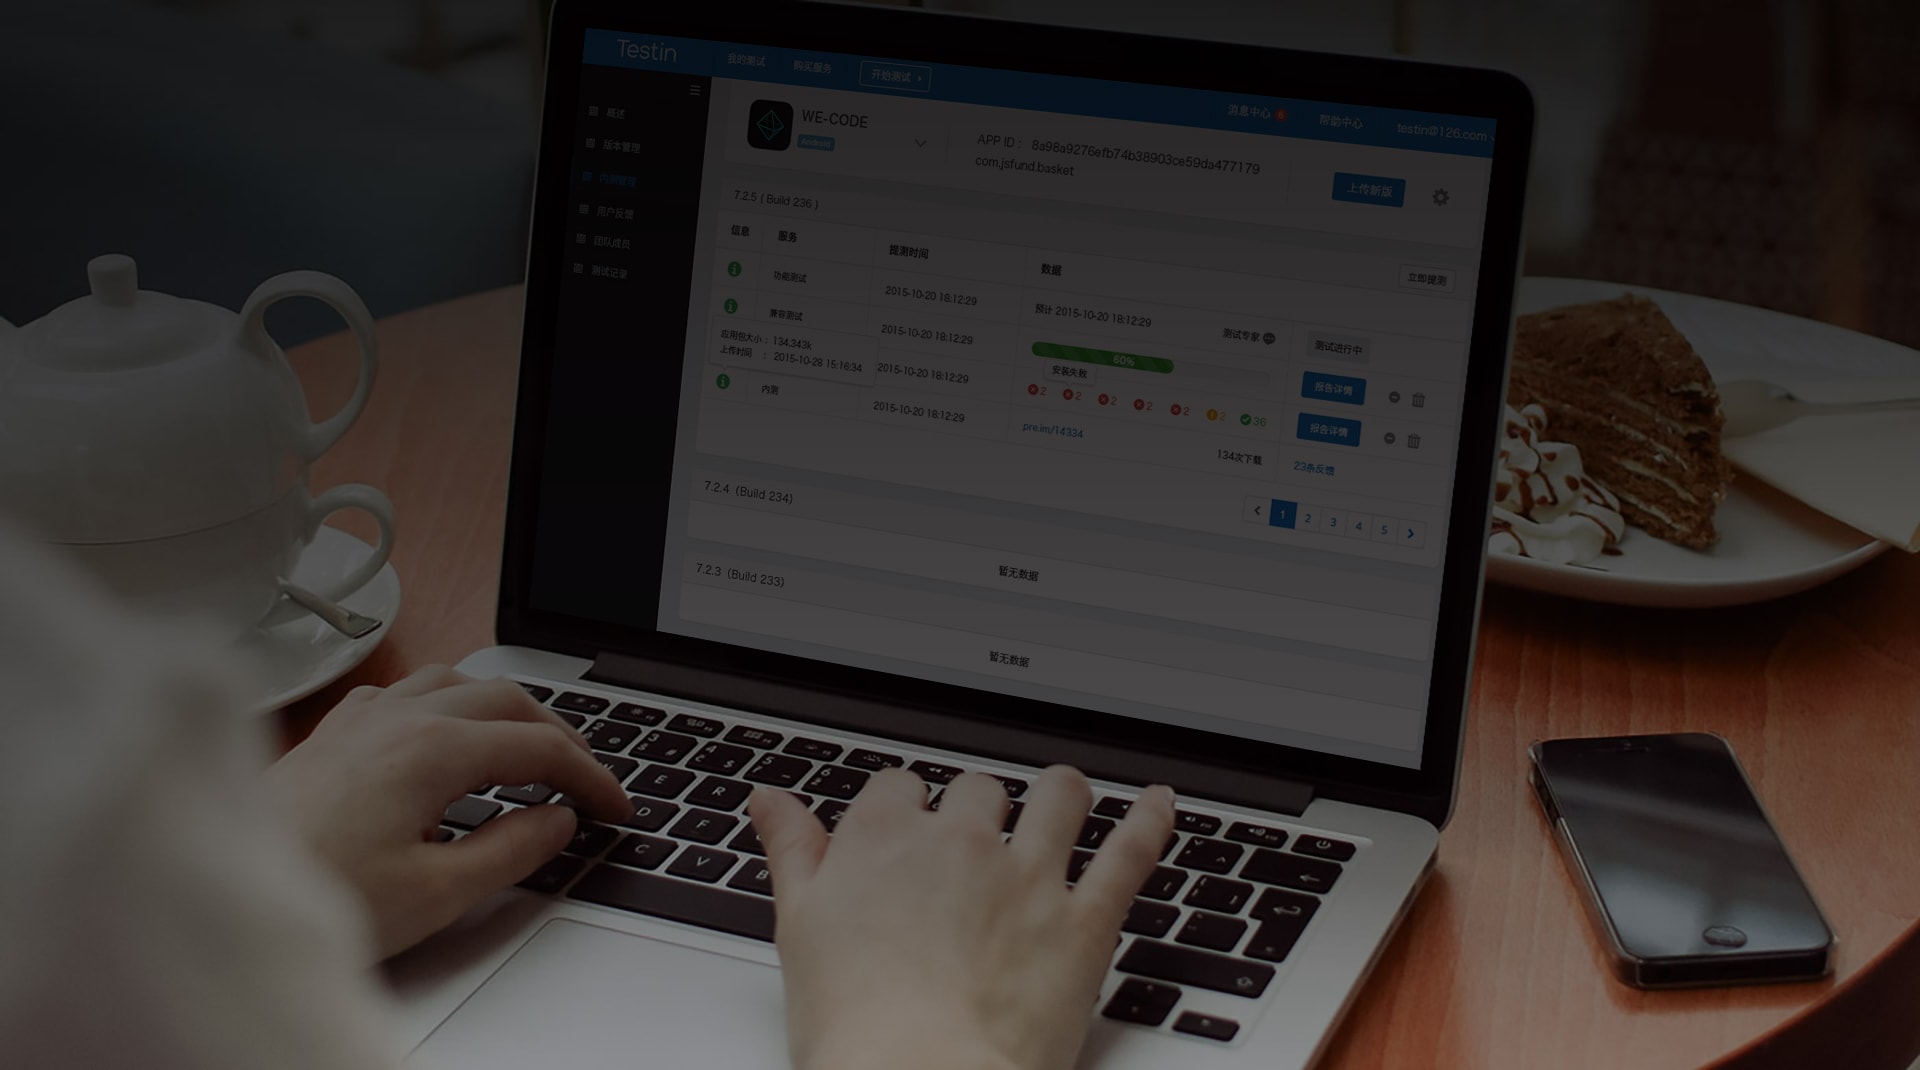 Testin
我的测试
购买服务
开始测试
消息中心 6
帮助中心
testin@126.com
概述
版本管理
内测管理
用户反馈
团队成员
测试记录
WE-CODE
Android
APP ID： 8a98a9276efb74b38903ce59da477179
com.jsfund.basket
上传新版
7.2.5 ( Build 236 )
立即提测
信息 服务 提测时间 数据
功能测试 2015-10-20 18:12:29 预计 2015-10-20 18:12:29 测试专家 测试进行中
兼容测试 2015-10-20 18:12:29 60% 报告详情
应用包大小： 134.343k
上传时间 ： 2015-10-28 15:16:34
安装失败
2015-10-20 18:12:29 2 2 2 2 2 2 36 报告详情
内测 2015-10-20 18:12:29 pre.im/14334 134次下载 23条反馈
1 2 3 4 5
7.2.4（Build 234）
暂无数据
7.2.3（Build 233）
暂无数据
2 3 4 5 6
E R
A D F
X C V B